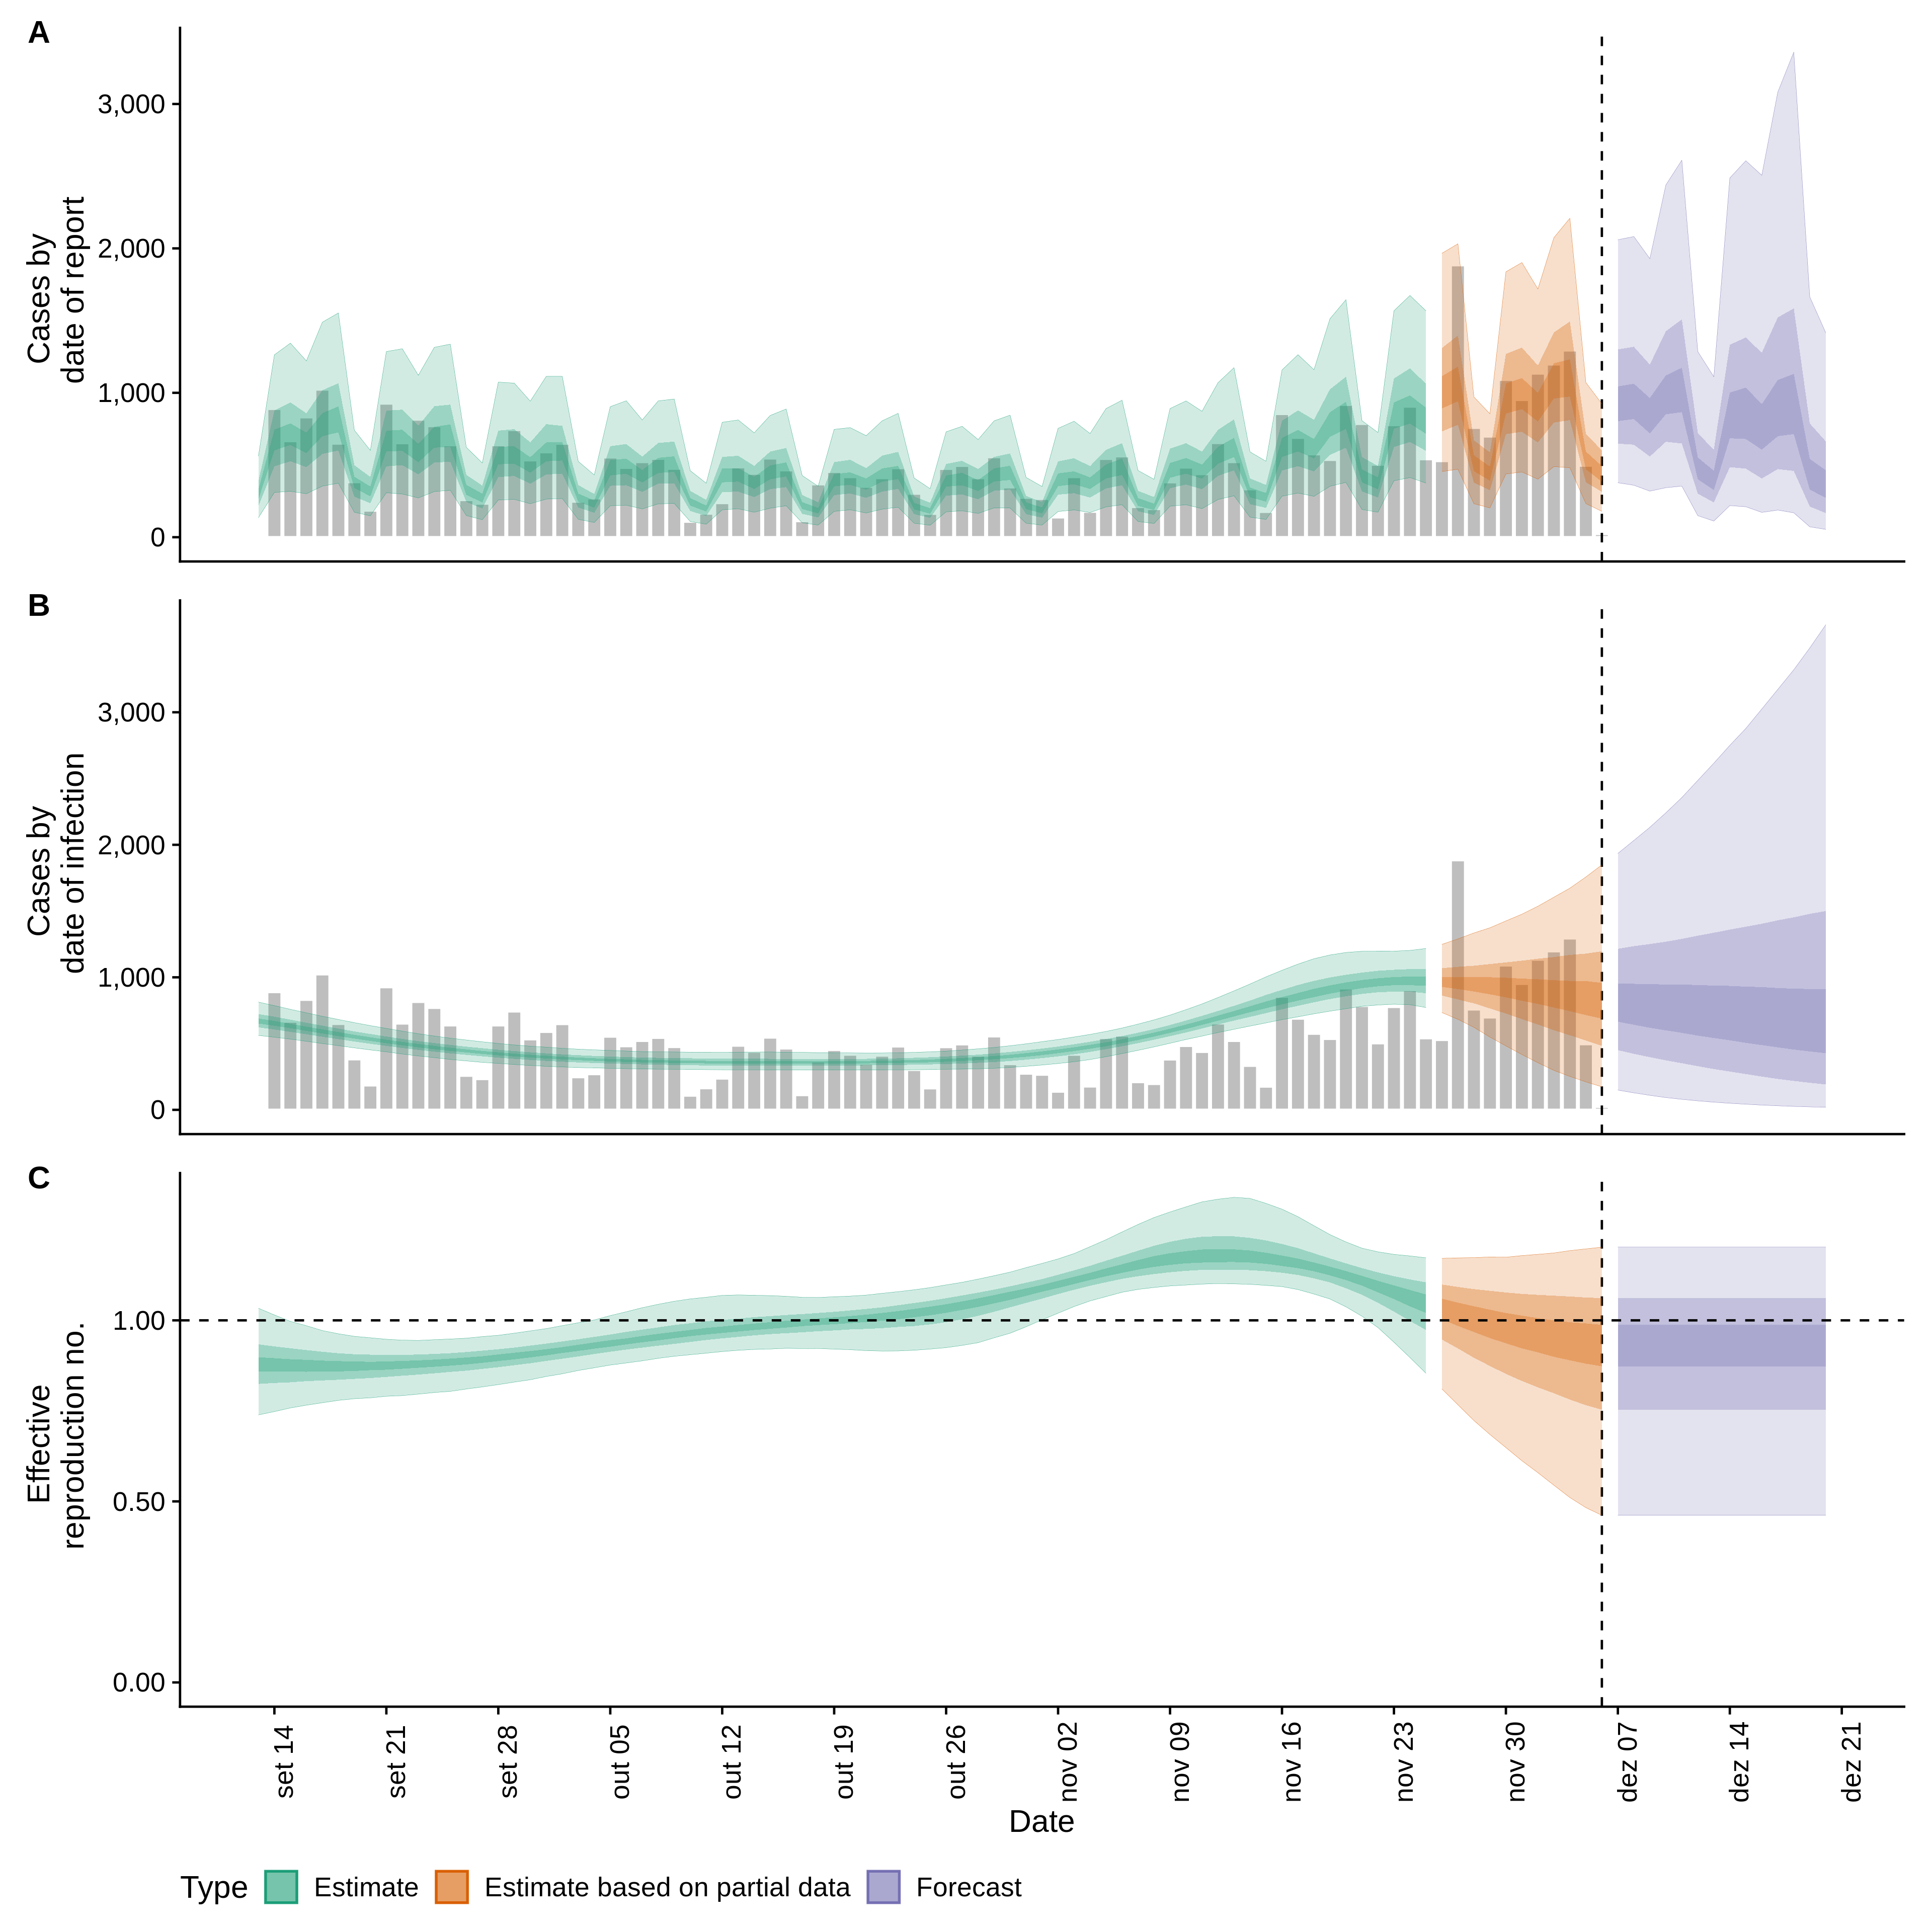 A
Cases by
date of report
3,000
2,000
1,000
0
B
Cases by
date of infection
3,000
2,000
1,000
0
C
Effective
reproduction no.
1.00
0.50
0.00
set 14
set 21
set 28
out 05
out 12
out 19
out 26
nov 02
nov 09
nov 16
nov 23
nov 30
dez 07
dez 14
dez 21
Date
Type Estimate Estimate based on partial data Forecast